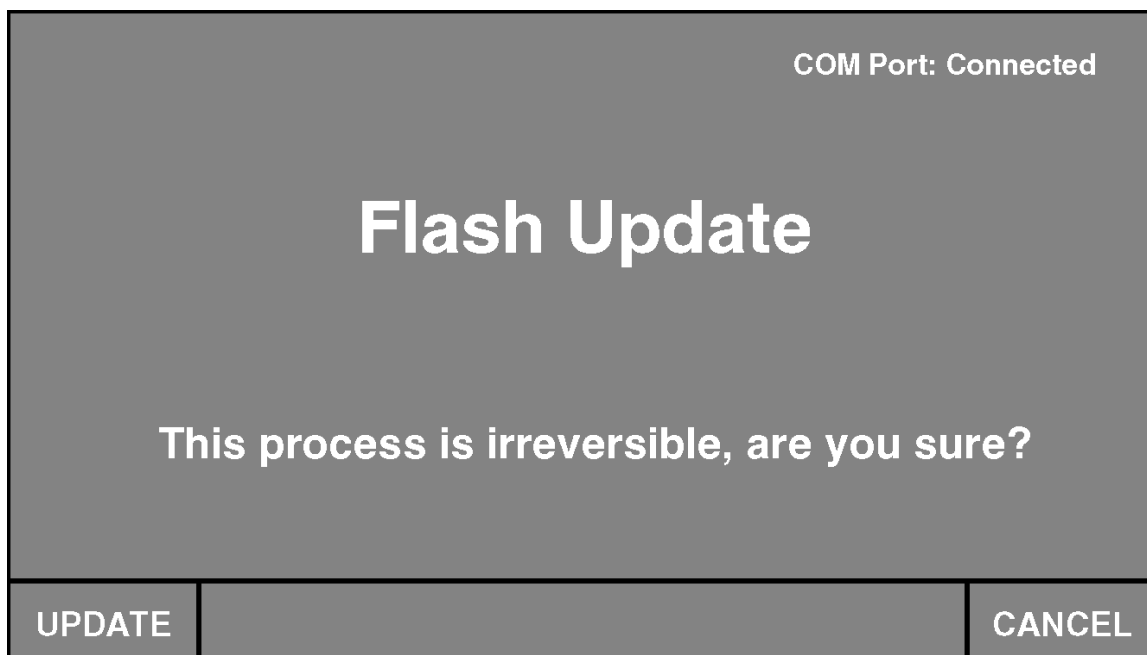 COM Port: Connected
Flash Update
This process is irreversible, are you sure?
UPDATE
CANCEL